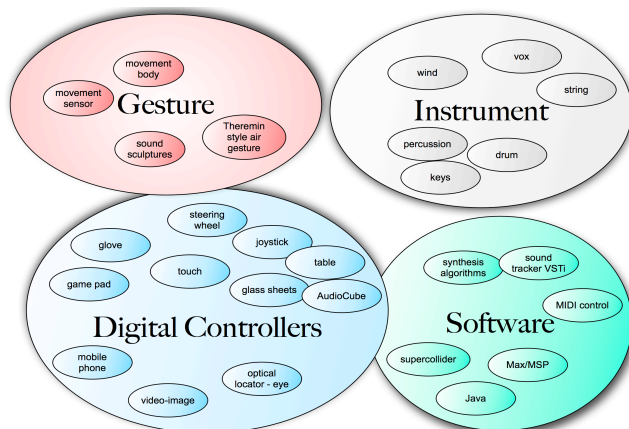 movement
body
movement
sensor
Gesture
Theremin
style air
gesture
sound
sculptures
vox
wind
string
Instrument
percussion
drum
keys
steering
wheel
glove
joystick
table
touch
game pad
glass sheets
AudioCube
Digital Controllers
mobile
phone
optical
locator - eye
video-image
synthesis
algorithms
sound
tracker VSTi
MIDI control
Software
supercollider
Max/MSP
Java